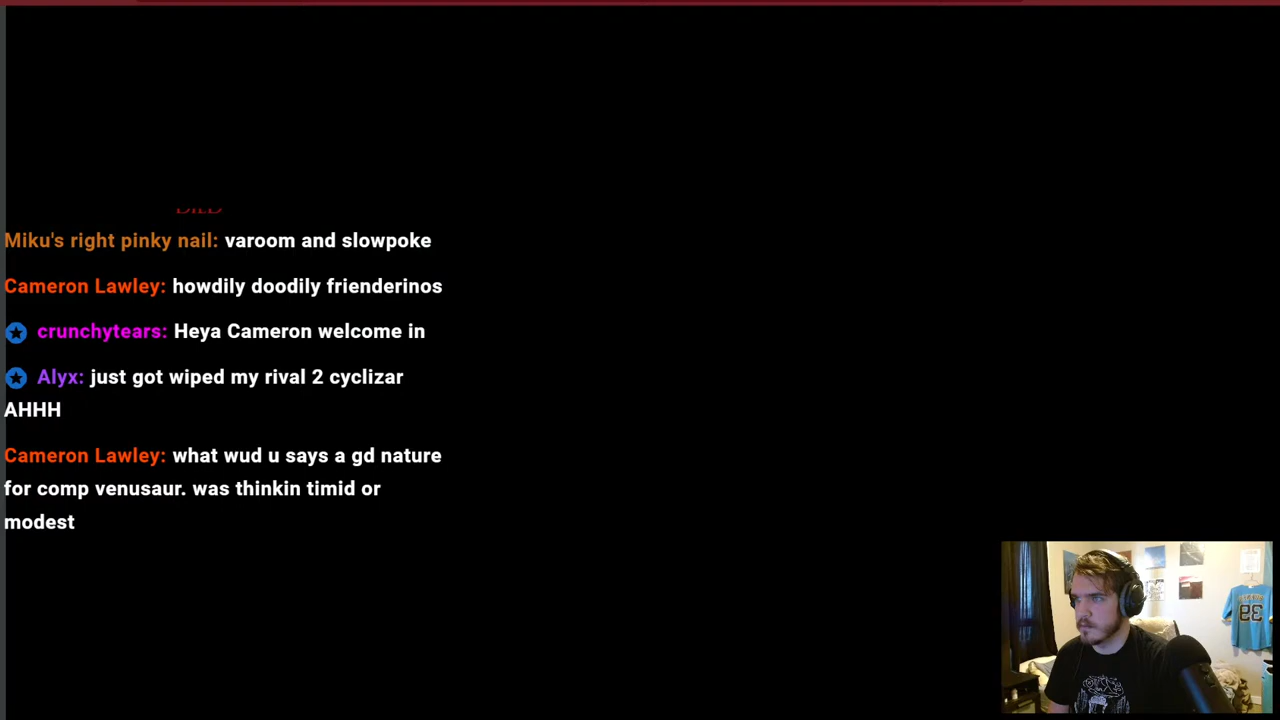 Miku's right pinky nail: varoom and slowpoke
Cameron Lawley: howdily doodily frienderinos
crunchytears: Heya Cameron welcome in
Alyx: just got wiped my rival 2 cyclizar
AHHH
Cameron Lawley: what wud u says a gd nature
for comp venusaur. was thinkin timid or
modest